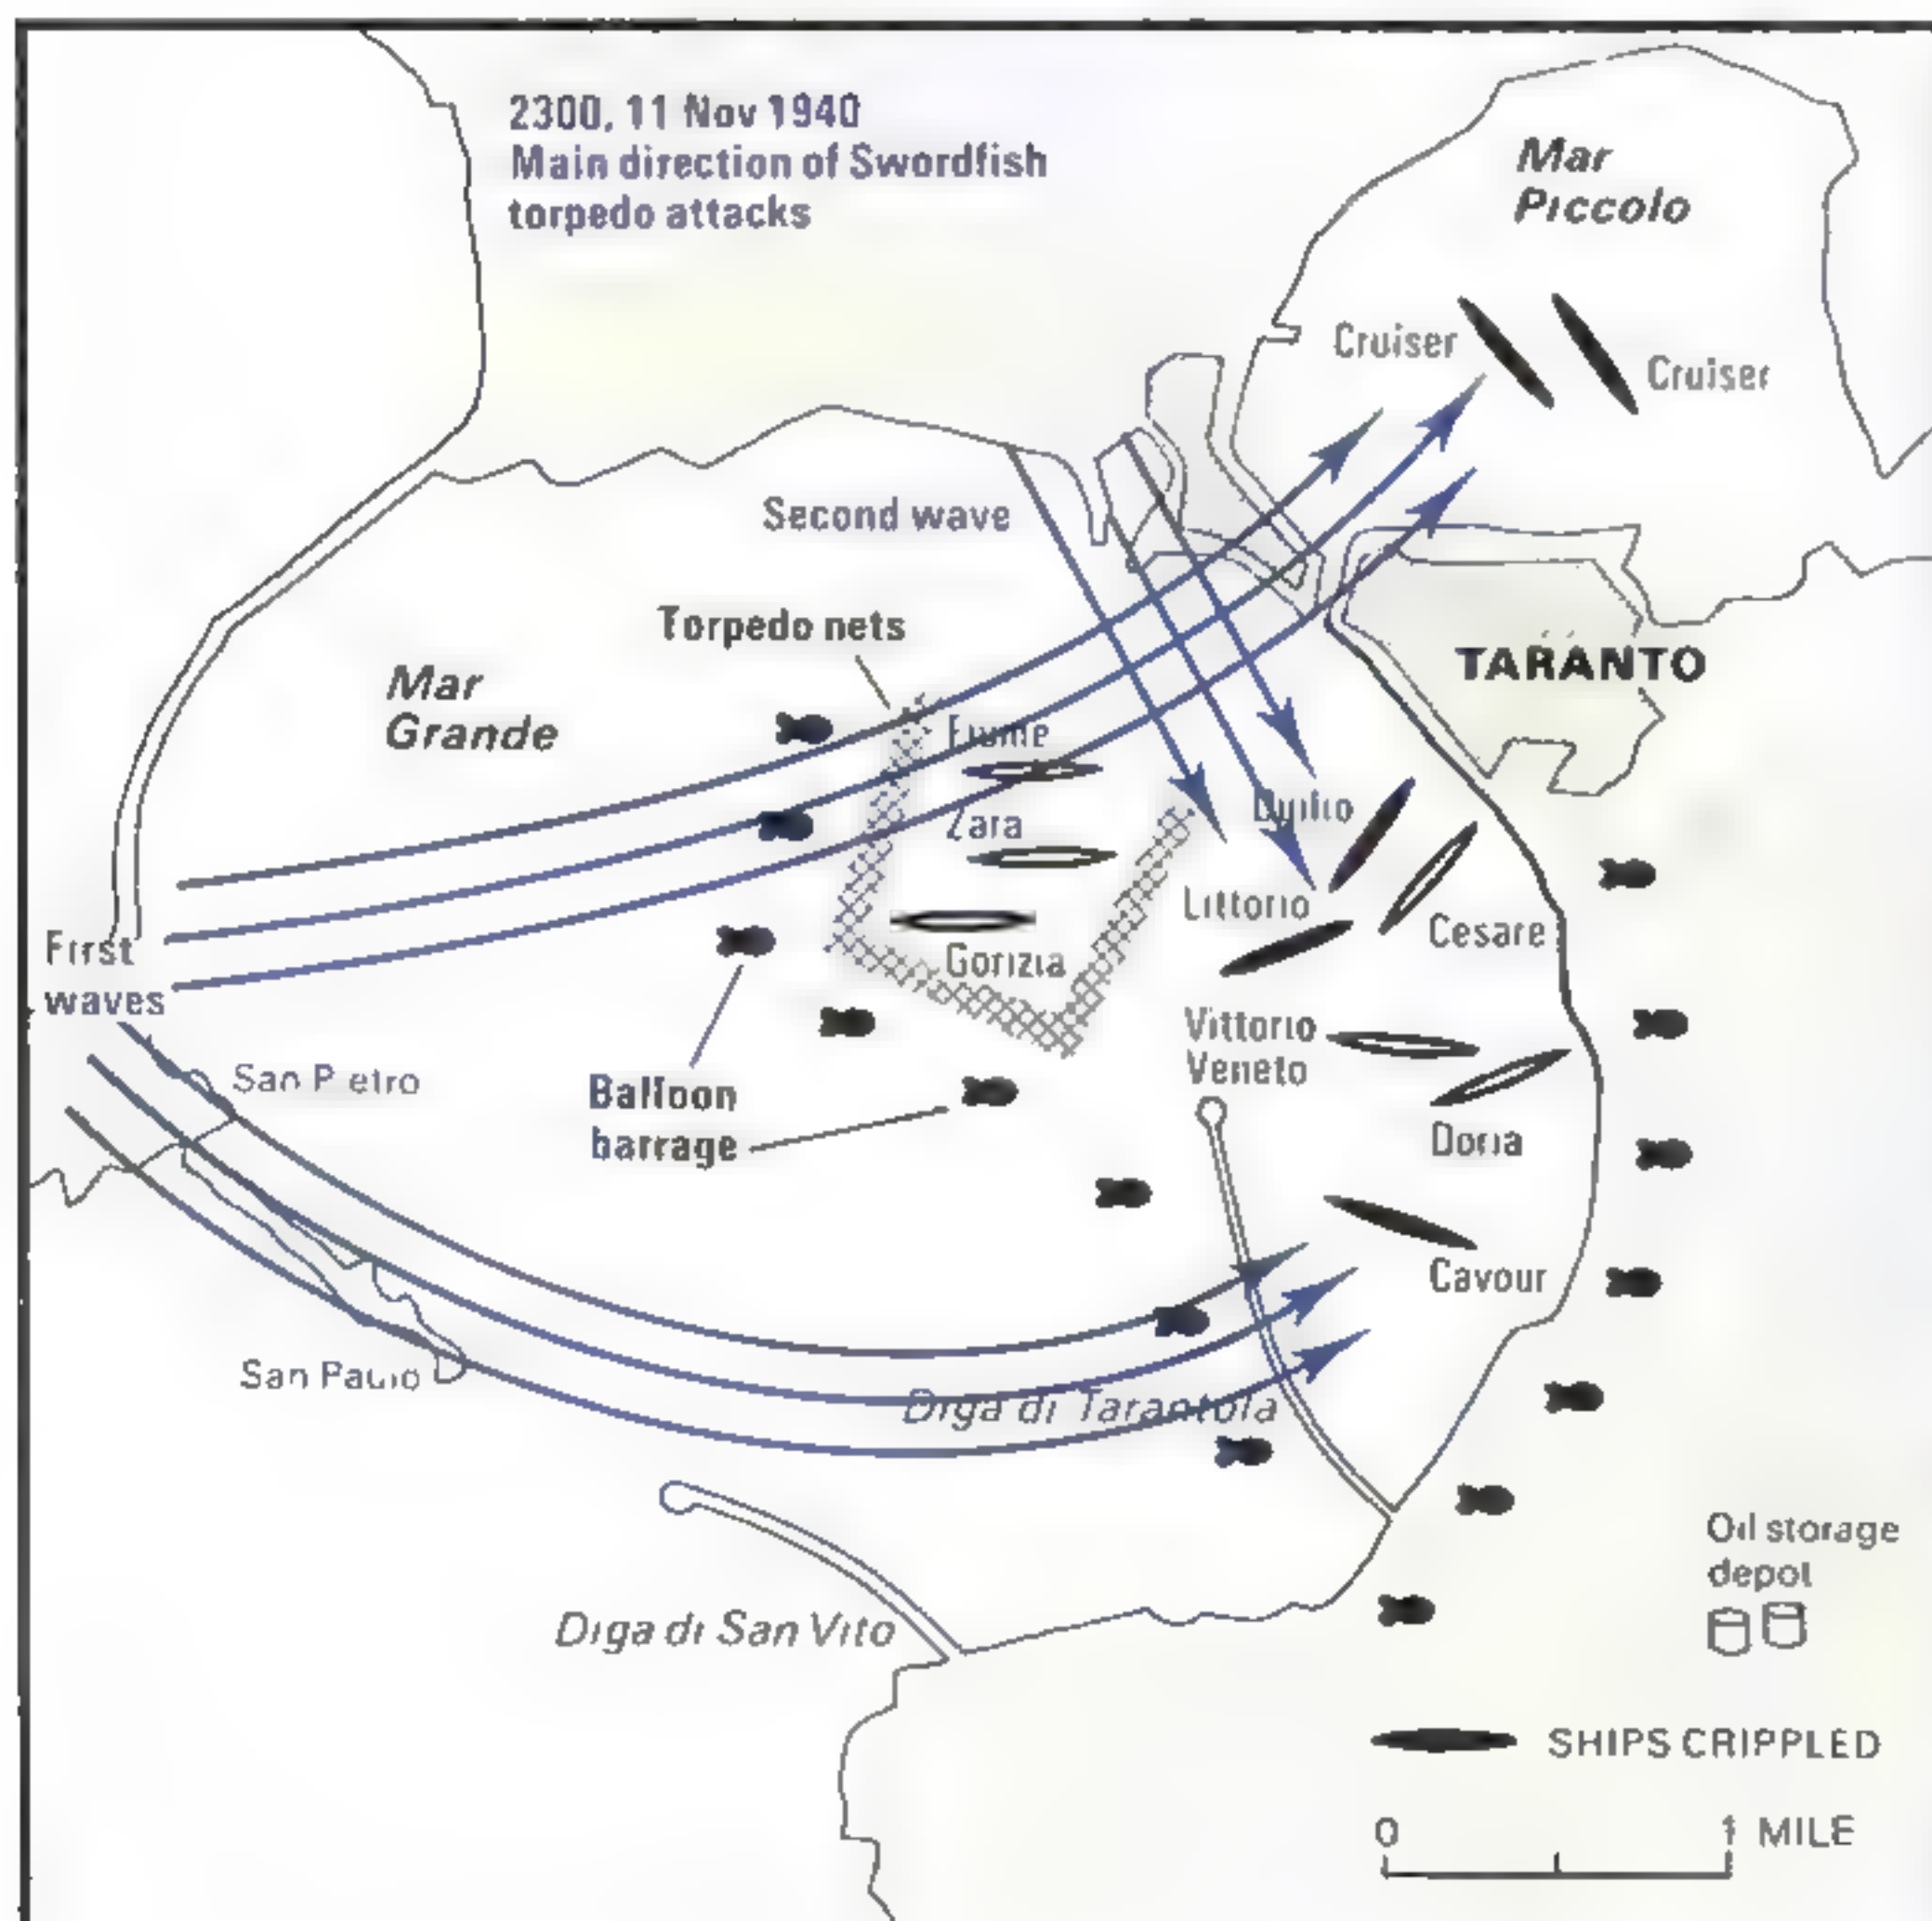 2300, 11 Nov 1940
Main direction of Swordfish
torpedo attacks
Mar
Piccolo
Cruiser
Cruiser
Second wave
Torpedo nets
TARANTO
Mar
Grande
Fiume
Duilio
Zara
Littorio
Cesare
First
waves
Gorizia
Vittorio
Veneto
San Pietro
Balloon
barrage
Doria
Cavour
San Paulo
Diga di Tarantola
Oil storage
depot
Diga di San Vito
SHIPS CRIPPLED
0 1 MILE